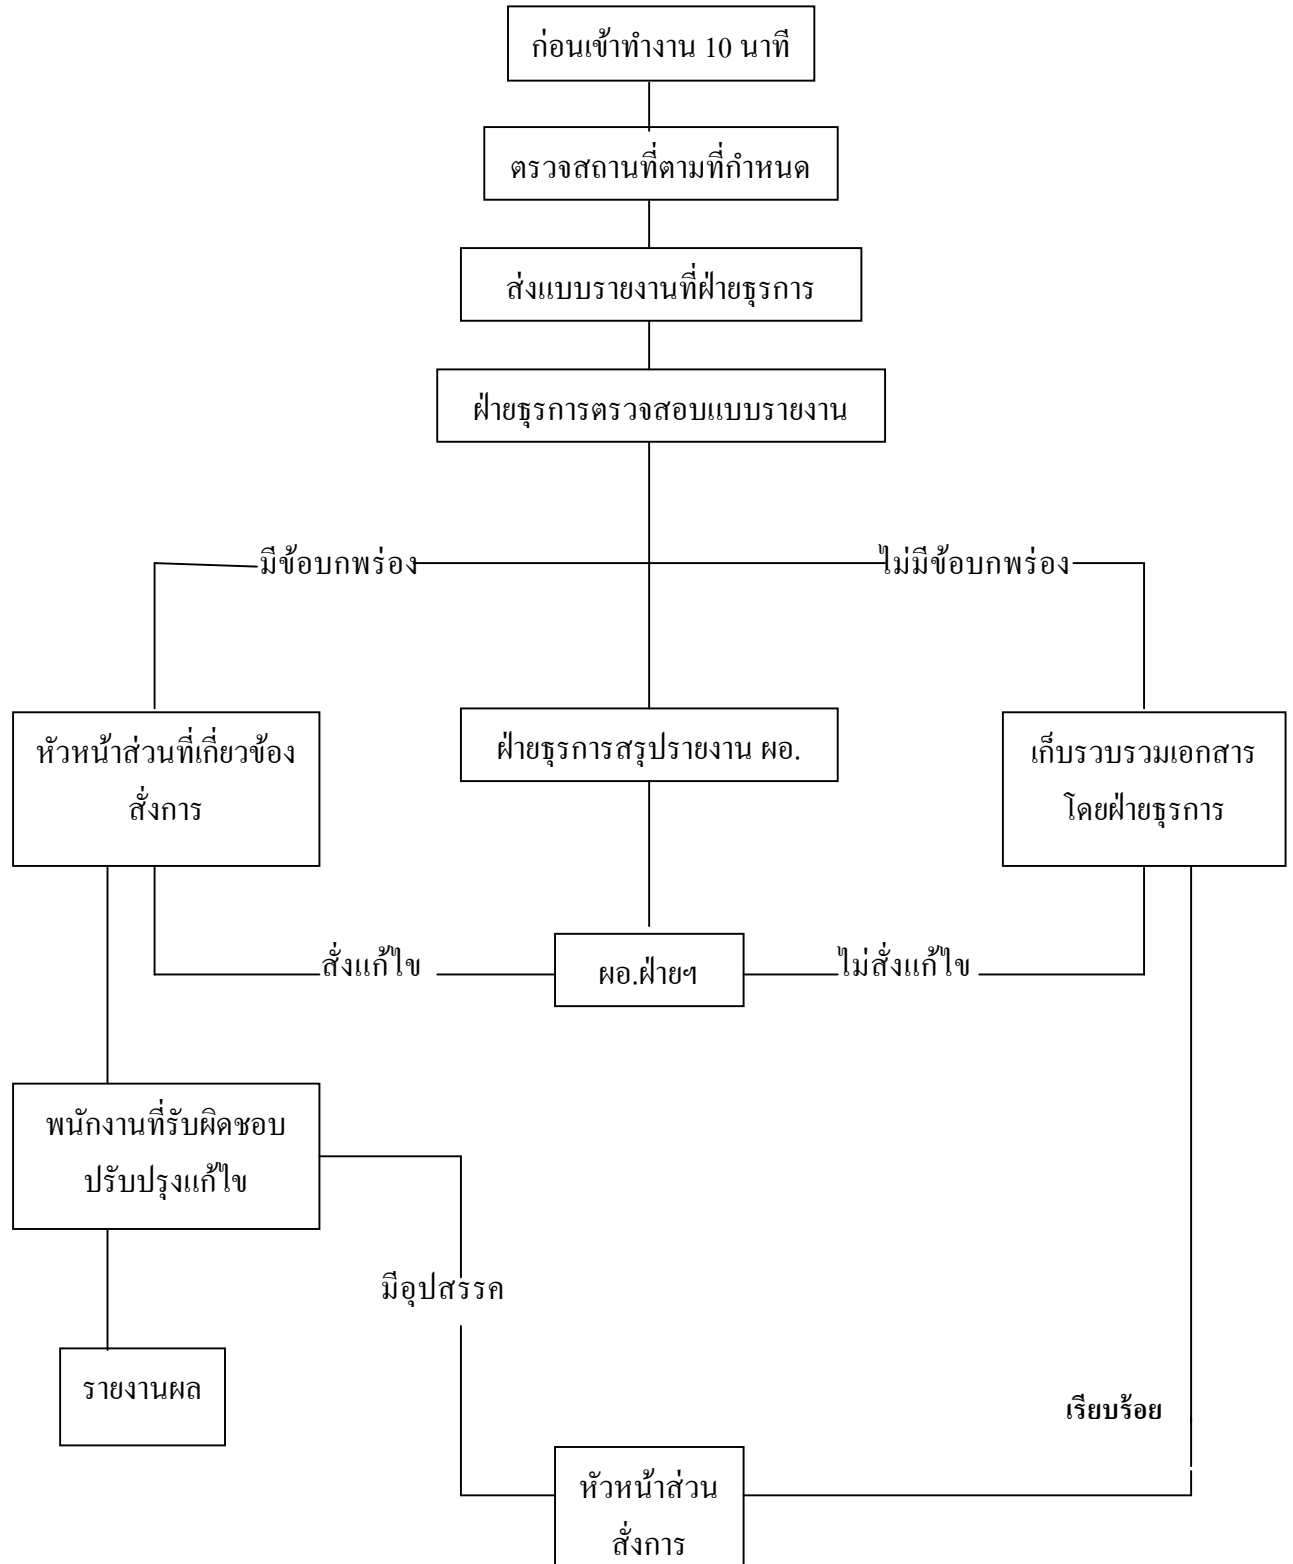 ก่อนเข้าทำงาน 10 นาที
ตรวจสถานที่ตามที่กำหนด
ส่งแบบรายงานที่ฝ่ายธุรการ
ฝ่ายธุรการตรวจสอบแบบรายงาน
มีข้อบกพร่อง
ไม่มีข้อบกพร่อง
หัวหน้าส่วนที่เกี่ยวข้อง
สั่งการ
ฝ่ายธุรการสรุปรายงาน ผอ.
เก็บรวบรวมเอกสาร
โดยฝ่ายธุรการ
สั่งแก้ไข
ผอ.ฝ่ายฯ
ไม่สั่งแก้ไข
พนักงานที่รับผิดชอบ
ปรับปรุงแก้ไข
มีอุปสรรค
รายงานผล
เรียบร้อย
หัวหน้าส่วน
สั่งการ